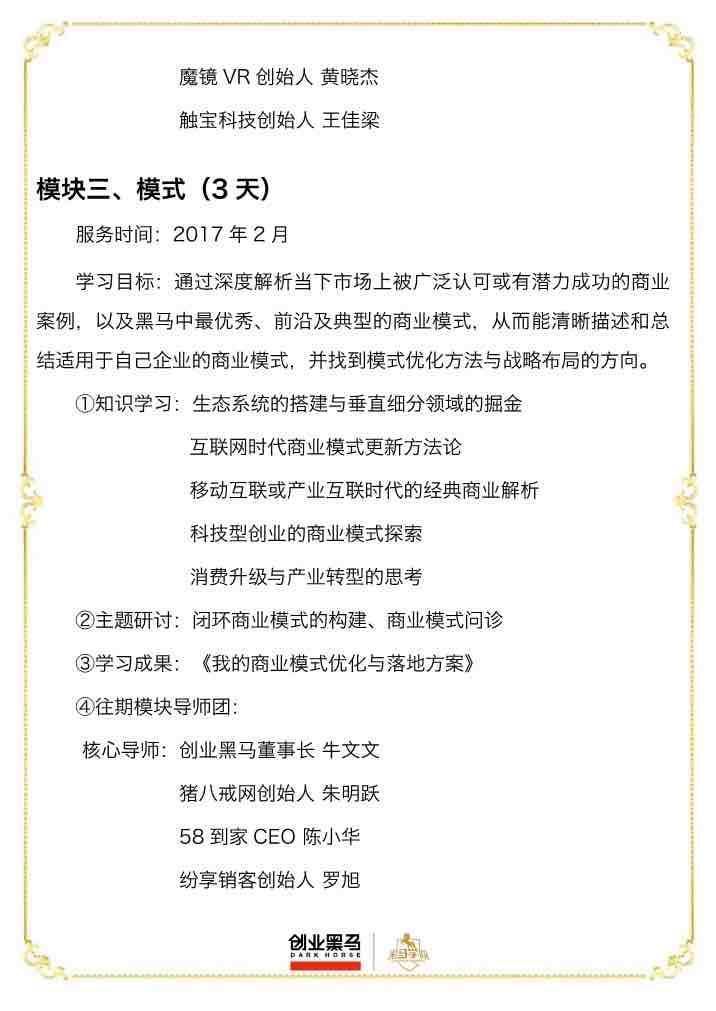 魔镜 VR 创始人 黄晓杰
触宝科技创始人 王佳梁
模块三、模式（3 天）
服务时间：2017 年 2 月
学习目标：通过深度解析当下市场上被广泛认可或有潜力成功的商业
案例，以及黑马中最优秀、前沿及典型的商业模式，从而能清晰描述和总
结适用于自己企业的商业模式，并找到模式优化方法与战略布局的方向。
①知识学习：生态系统的搭建与垂直细分领域的掘金
互联网时代商业模式更新方法论
移动互联或产业互联时代的经典商业解析
科技型创业的商业模式探索
消费升级与产业转型的思考
②主题研讨：闭环商业模式的构建、商业模式问诊
③学习成果：《我的商业模式优化与落地方案》
④往期模块导师团：
核心导师：创业黑马董事长 牛文文
猪八戒网创始人 朱明跃
58 到家 CEO 陈小华
纷享销客创始人 罗旭
创业黑马
DARK HORSE
黑马学院